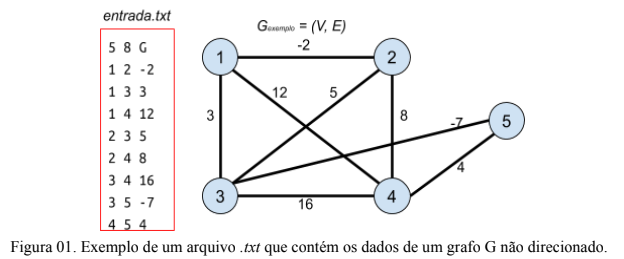 entrada.txt
5 8 G
1 2 -2
1 3 3
1 4 12
2 3 5
2 4 8
3 4 16
3 5 -7
4 5 4
Gexemplo = (V, E)
-2
1
2
12
5
3
8
-7
5
4
3
16
4
Figura 01. Exemplo de um arquivo .txt que contém os dados de um grafo G não direcionado.